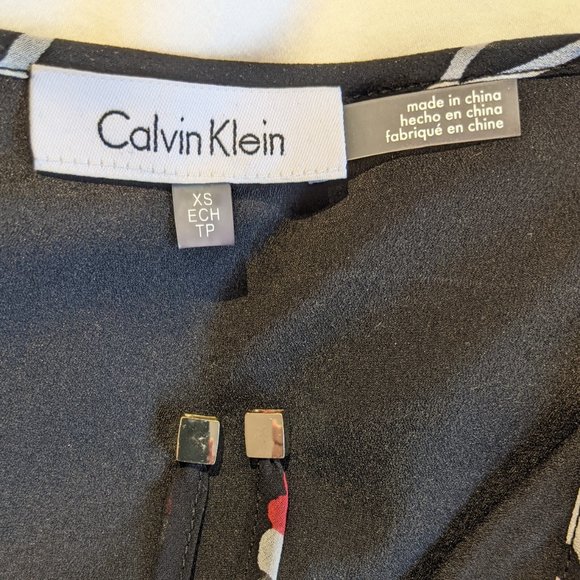 Calvin Klein
made in china
hecho en china
fabriqué en chine
XS
ECH
TP